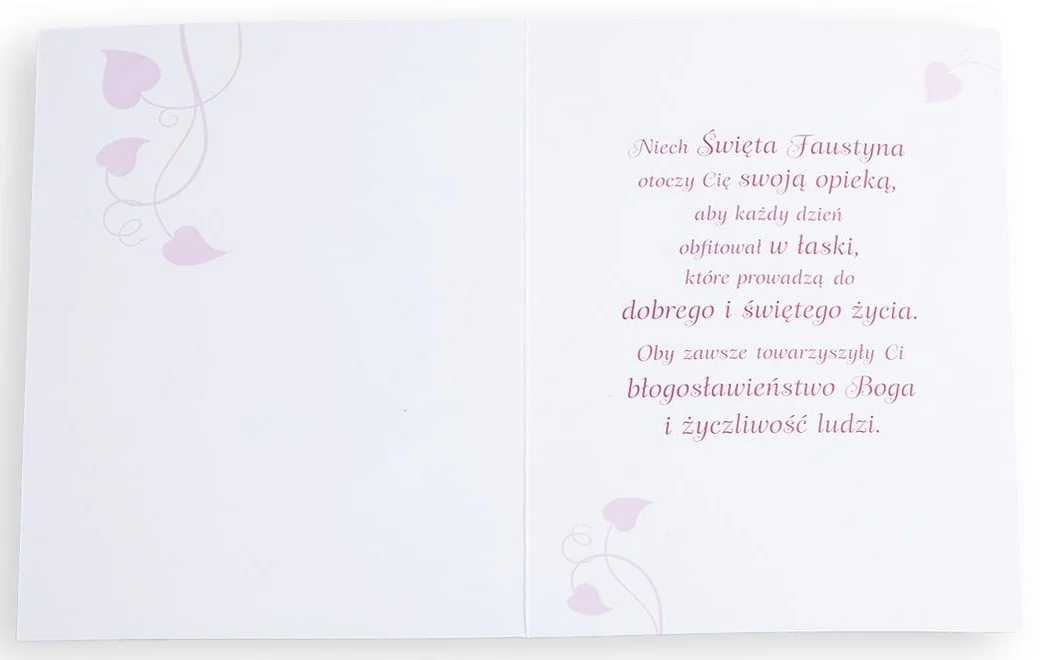 Niech Święta Faustyna
otoczy Cię swoją opieką,
aby każdy dzień
obfitował w łaski,
które prowadzą do
dobrego i świętego życia.
Oby zawsze towarzyszyły Ci
błogosławieństwo Boga
i życzliwość ludzi.